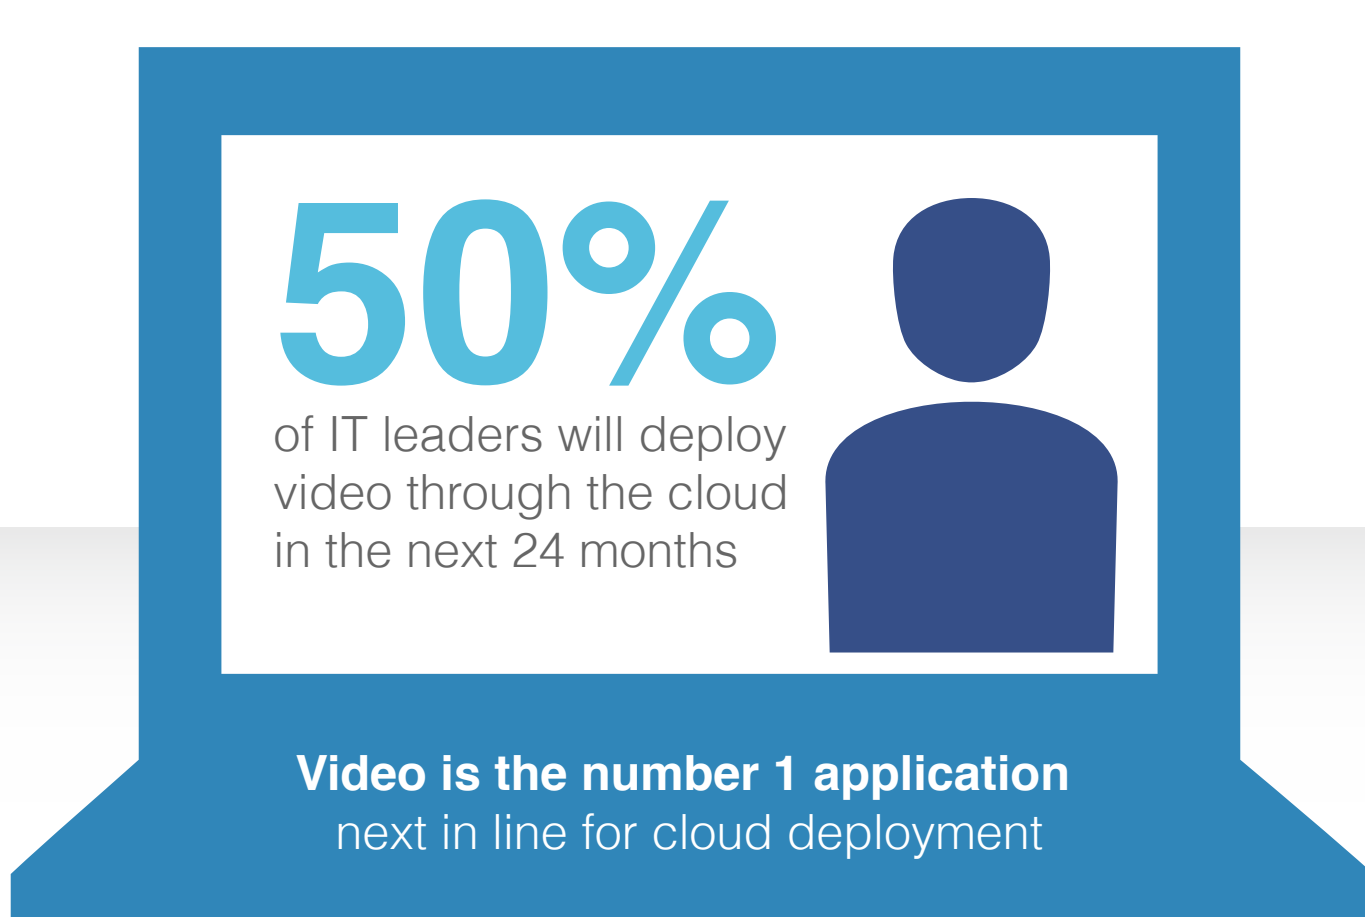 50%
of IT leaders will deploy
video through the cloud
in the next 24 months
Video is the number 1 application
next in line for cloud deployment